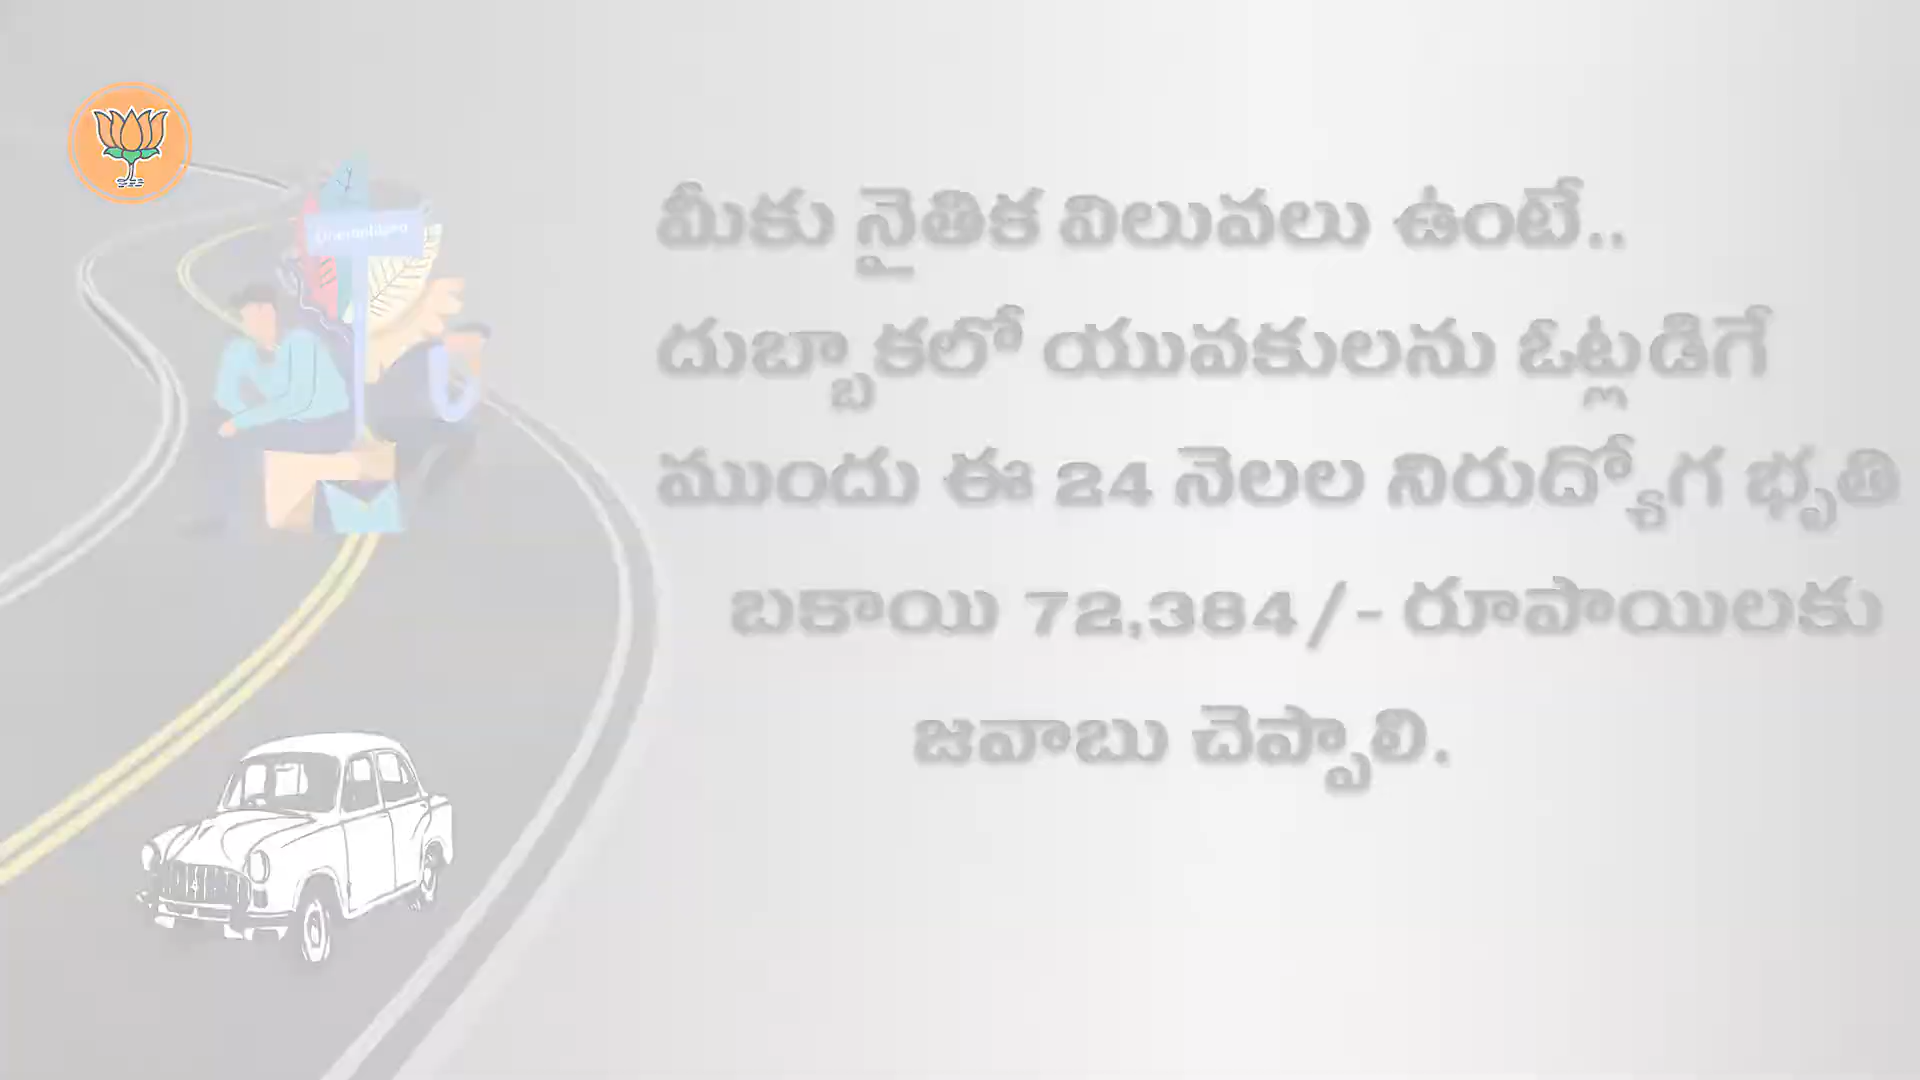 మీకు నైతిక విలువలు ఉంటే..
దుబ్బాకలో యువకులను ఓట్లడిగే
ముందు ఈ 24 నెలల నిరుద్యోగ భృతి
బకాయి 72,384/- రూపాయిలకు
జవాబు చెప్పాలి.